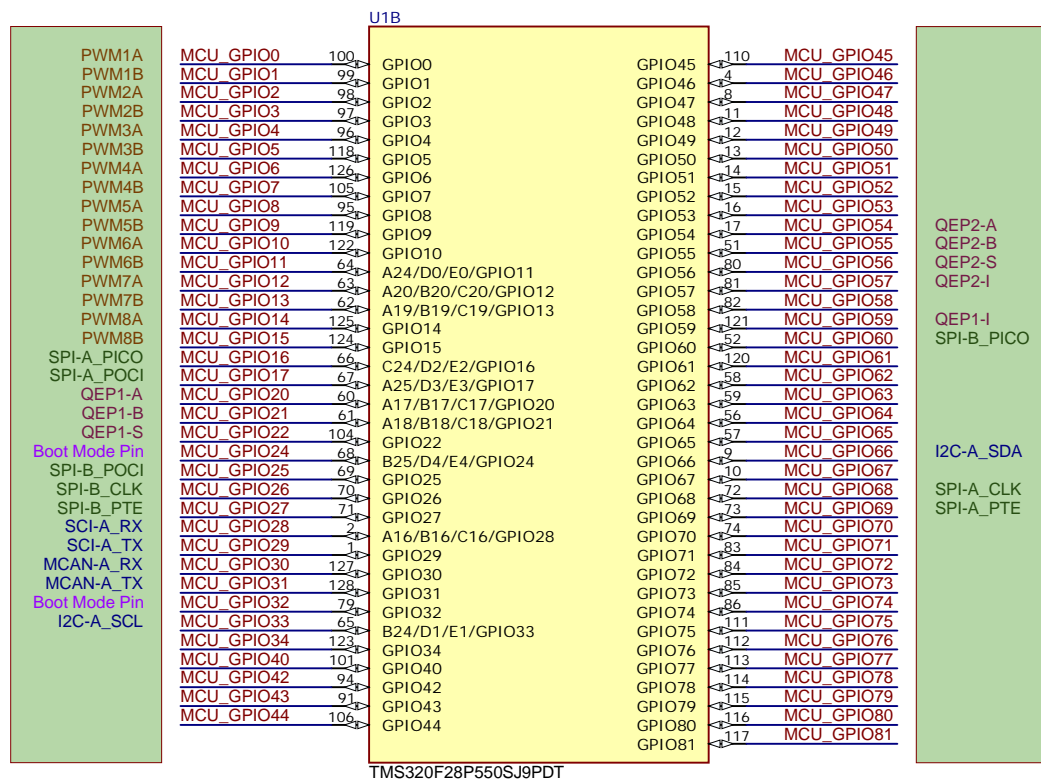 U1B
PWM1A MCU_GPIO0 100 GPIO0 GPIO45 110 MCU_GPIO45
PWM1B MCU_GPIO1 99 GPIO1 GPIO46 4 MCU_GPIO46
PWM2A MCU_GPIO2 98 GPIO2 GPIO47 8 MCU_GPIO47
PWM2B MCU_GPIO3 97 GPIO3 GPIO48 11 MCU_GPIO48
PWM3A MCU_GPIO4 96 GPIO4 GPIO49 12 MCU_GPIO49
PWM3B MCU_GPIO5 118 GPIO5 GPIO50 13 MCU_GPIO50
PWM4A MCU_GPIO6 126 GPIO6 GPIO51 14 MCU_GPIO51
PWM4B MCU_GPIO7 105 GPIO7 GPIO52 15 MCU_GPIO52
PWM5A MCU_GPIO8 95 GPIO8 GPIO53 16 MCU_GPIO53
PWM5B MCU_GPIO9 119 GPIO9 GPIO54 17 MCU_GPIO54 QEP2-A
PWM6A MCU_GPIO10 122 GPIO10 GPIO55 51 MCU_GPIO55 QEP2-B
PWM6B MCU_GPIO11 64 A24/D0/E0/GPIO11 GPIO56 80 MCU_GPIO56 QEP2-S
PWM7A MCU_GPIO12 63 A20/B20/C20/GPIO12 GPIO57 81 MCU_GPIO57 QEP2-I
PWM7B MCU_GPIO13 62 A19/B19/C19/GPIO13 GPIO58 82 MCU_GPIO58
PWM8A MCU_GPIO14 125 GPIO14 GPIO59 121 MCU_GPIO59 QEP1-I
PWM8B MCU_GPIO15 124 GPIO15 GPIO60 52 MCU_GPIO60 SPI-B_PICO
SPI-A_PICO MCU_GPIO16 66 C24/D2/E2/GPIO16 GPIO61 120 MCU_GPIO61
SPI-A_POCI MCU_GPIO17 67 A25/D3/E3/GPIO17 GPIO62 58 MCU_GPIO62
QEP1-A MCU_GPIO20 60 A17/B17/C17/GPIO20 GPIO63 59 MCU_GPIO63
QEP1-B MCU_GPIO21 61 A18/B18/C18/GPIO21 GPIO64 56 MCU_GPIO64
QEP1-S MCU_GPIO22 104 GPIO22 GPIO65 57 MCU_GPIO65
Boot Mode Pin MCU_GPIO24 68 B25/D4/E4/GPIO24 GPIO66 9 MCU_GPIO66 I2C-A_SDA
SPI-B_POCI MCU_GPIO25 69 GPIO25 GPIO67 10 MCU_GPIO67
SPI-B_CLK MCU_GPIO26 70 GPIO26 GPIO68 72 MCU_GPIO68 SPI-A_CLK
SPI-B_PTE MCU_GPIO27 71 GPIO27 GPIO69 73 MCU_GPIO69 SPI-A_PTE
SCI-A_RX MCU_GPIO28 2 A16/B16/C16/GPIO28 GPIO70 74 MCU_GPIO70
SCI-A_TX MCU_GPIO29 1 GPIO29 GPIO71 83 MCU_GPIO71
MCAN-A_RX MCU_GPIO30 127 GPIO30 GPIO72 84 MCU_GPIO72
MCAN-A_TX MCU_GPIO31 128 GPIO31 GPIO73 85 MCU_GPIO73
Boot Mode Pin MCU_GPIO32 79 GPIO32 GPIO74 86 MCU_GPIO74
I2C-A_SCL MCU_GPIO33 65 B24/D1/E1/GPIO33 GPIO75 111 MCU_GPIO75
MCU_GPIO34 123 GPIO34 GPIO76 112 MCU_GPIO76
MCU_GPIO40 101 GPIO40 GPIO77 113 MCU_GPIO77
MCU_GPIO42 94 GPIO42 GPIO78 114 MCU_GPIO78
MCU_GPIO43 91 GPIO43 GPIO79 115 MCU_GPIO79
MCU_GPIO44 106 GPIO44 GPIO80 116 MCU_GPIO80
GPIO81 117 MCU_GPIO81
TMS320F28P550SJ9PDT